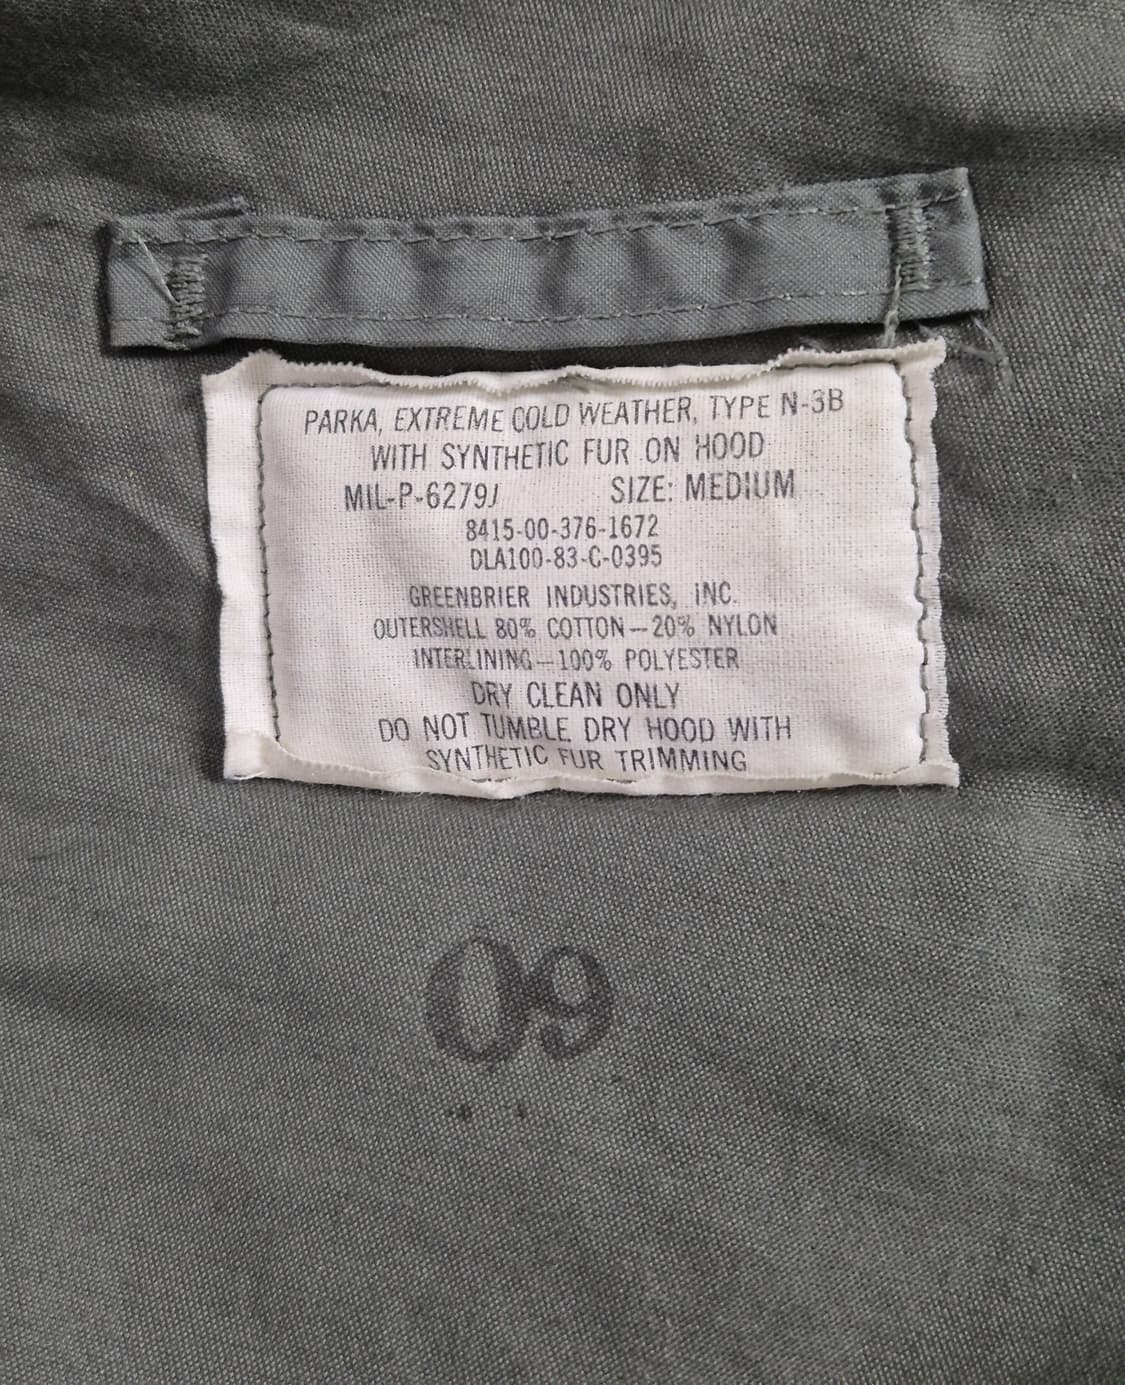 PARKA, EXTREME COLD WEATHER, TYPE N-3B
WITH SYNTHETIC FUR ON HOOD
MIL-P-6279J SIZE: MEDIUM
8415-00-376-1672
DLA100-83-C-0395
GREENBRIER INDUSTRIES, INC.
OUTERSHELL 80% COTTON—20% NYLON
INTERLINING—100% POLYESTER
DRY CLEAN ONLY
DO NOT TUMBLE DRY HOOD WITH
SYNTHETIC FUR TRIMMING
09